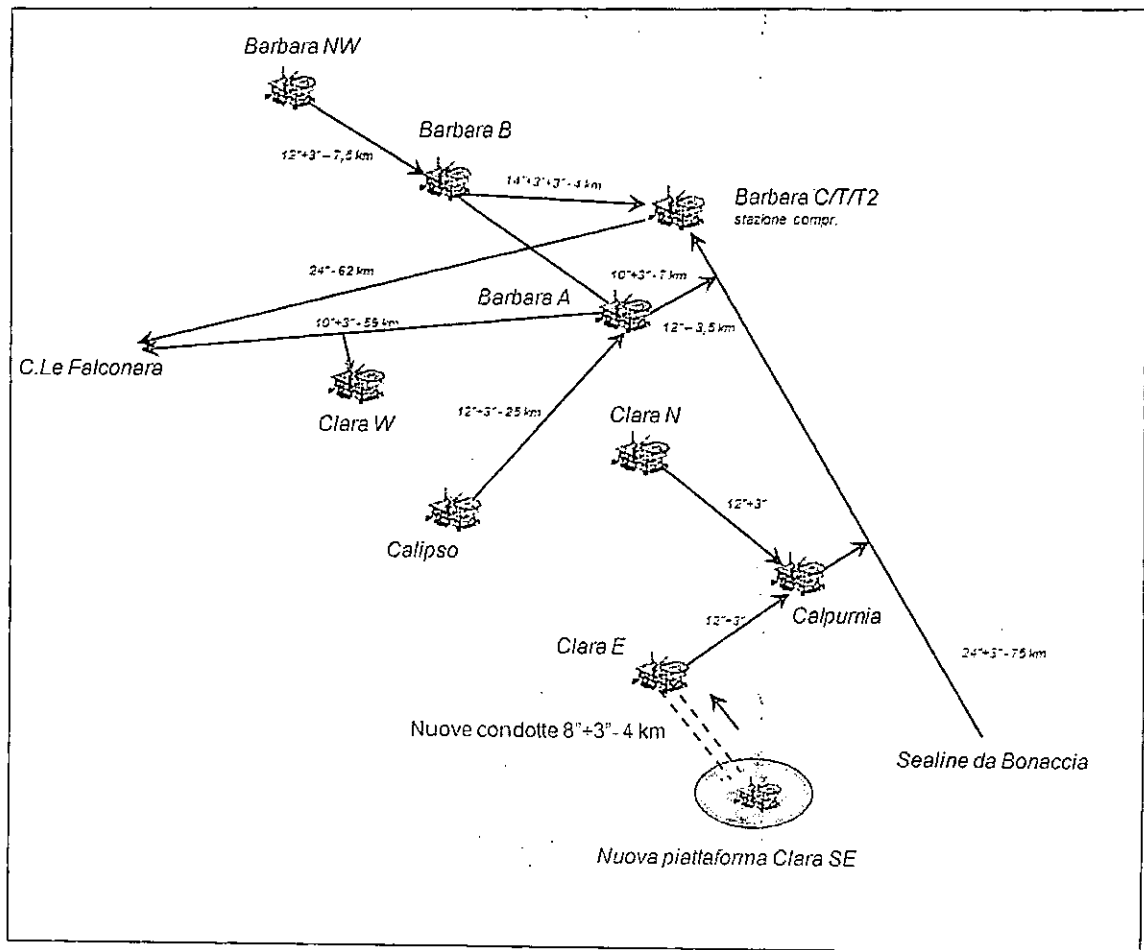 Barbara NW
Barbara B
12"+3"–7,5 km
14"+3"+3"-4 km
Barbara C/T/T2
stazione compr.
24"-62 km
10"+3"-7 km
Barbara A
12"–3,5 km
10"+3"-55 km
C.Le Falconara
Clara W
12"+3"-25 km
Clara N
Calipso
12"+3"
Calpurnia
12"+3"
Clara E
24"+3"-75 km
Nuove condotte 8"+3"- 4 km
Sealine da Bonaccia
Nuova piattaforma Clara SE